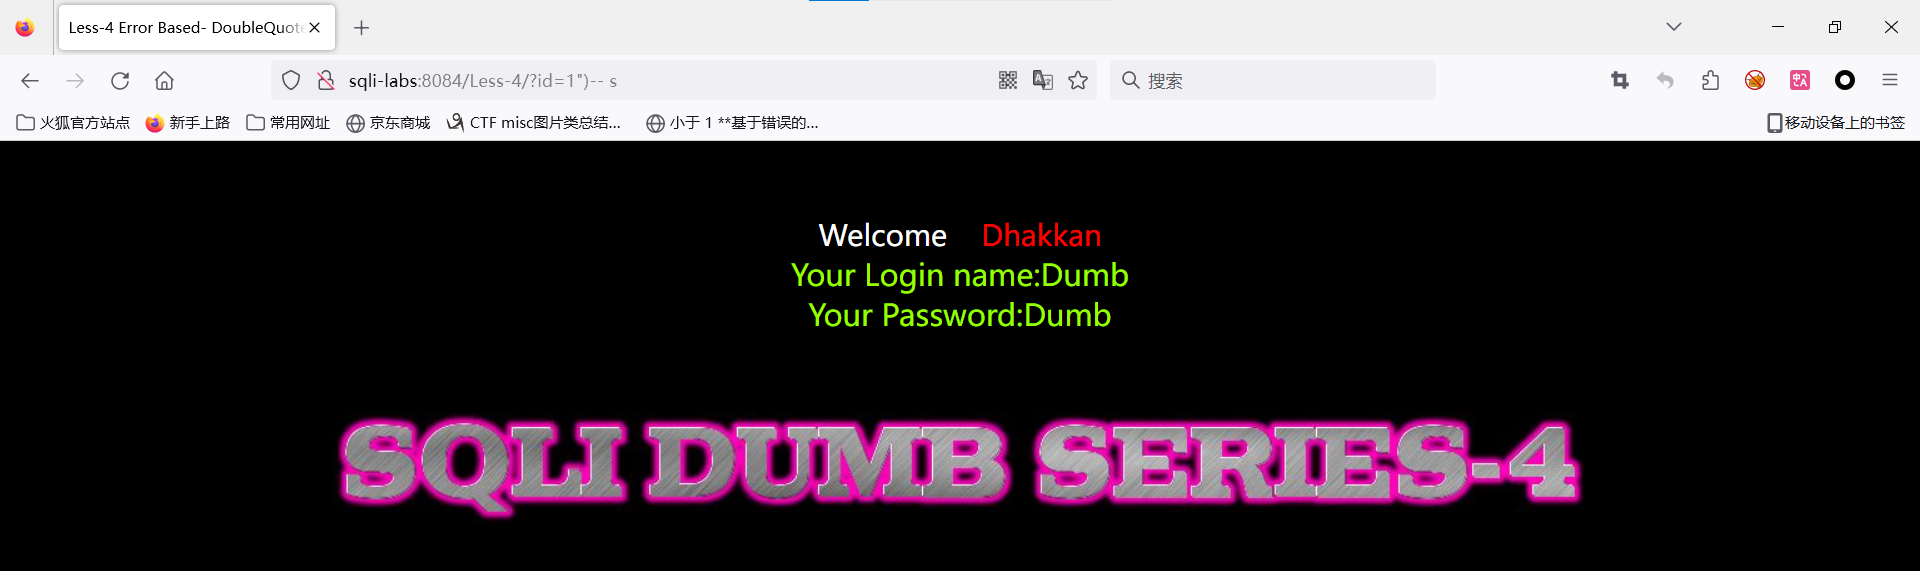 Less-4 Error Based- DoubleQuote
sqli-labs:8084/Less-4/?id=1")-- s
搜索
火狐官方站点 新手上路 常用网址 京东商城 CTF misc图片类总结... 小于 1 **基于错误的... 移动设备上的书签
Welcome Dhakkan
Your Login name:Dumb
Your Password:Dumb
SQLI DUMB SERIES-4